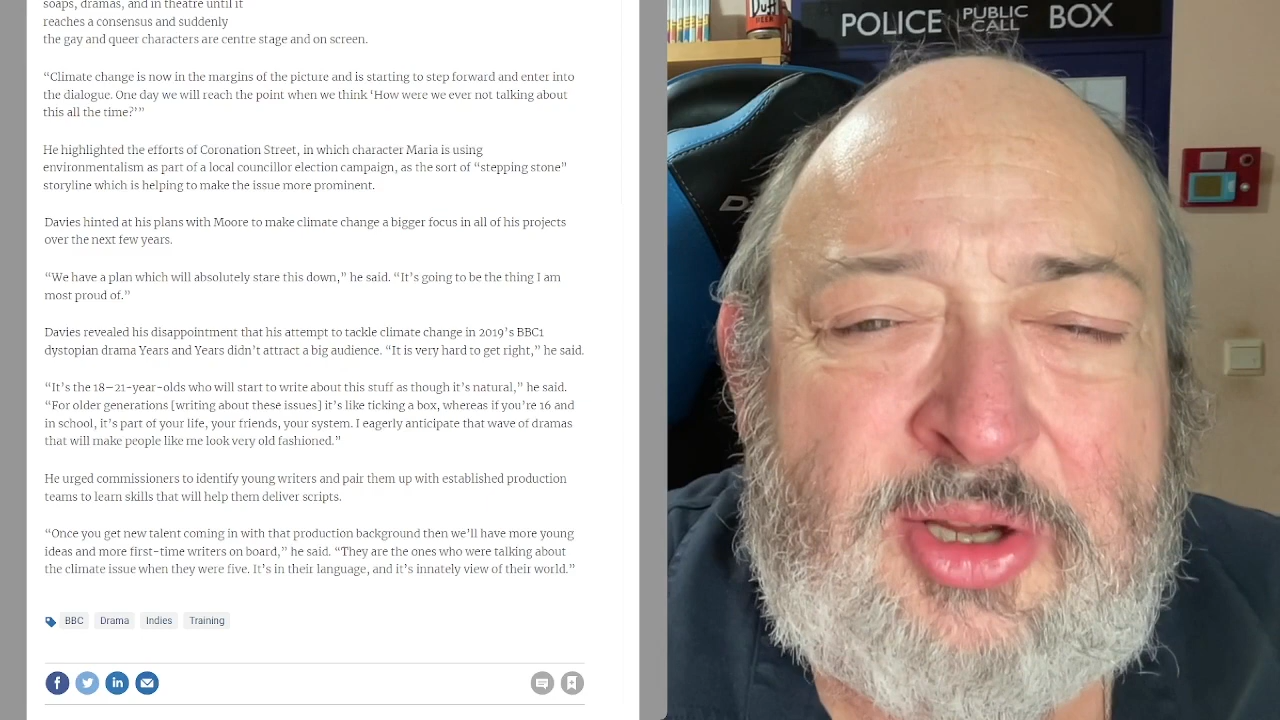 soaps, dramas, and in theatre until it
reaches a consensus and suddenly
the gay and queer characters are centre stage and on screen.
“Climate change is now in the margins of the picture and is starting to step forward and enter into
the dialogue. One day we will reach the point when we think ‘How were we ever not talking about
this all the time?’”
He highlighted the efforts of Coronation Street, in which character Maria is using
environmentalism as part of a local councillor election campaign, as the sort of “stepping stone”
storyline which is helping to make the issue more prominent.
Davies hinted at his plans with Moore to make climate change a bigger focus in all of his projects
over the next few years.
“We have a plan which will absolutely stare this down,” he said. “It’s going to be the thing I am
most proud of.”
Davies revealed his disappointment that his attempt to tackle climate change in 2019’s BBC1
dystopian drama Years and Years didn’t attract a big audience. “It is very hard to get right,” he said.
“It’s the 18–21-year-olds who will start to write about this stuff as though it’s natural,” he said.
“For older generations [writing about these issues] it’s like ticking a box, whereas if you’re 16 and
in school, it’s part of your life, your friends, your system. I eagerly anticipate that wave of dramas
that will make people like me look very old fashioned.”
He urged commissioners to identify young writers and pair them up with established production
teams to learn skills that will help them deliver scripts.
“Once you get new talent coming in with that production background then we’ll have more young
ideas and more first-time writers on board,” he said. “They are the ones who were talking about
the climate issue when they were five. It’s in their language, and it’s innately view of their world.”
BBC Drama Indies Training
POLICE PUBLIC CALL BOX
Duff
BEER